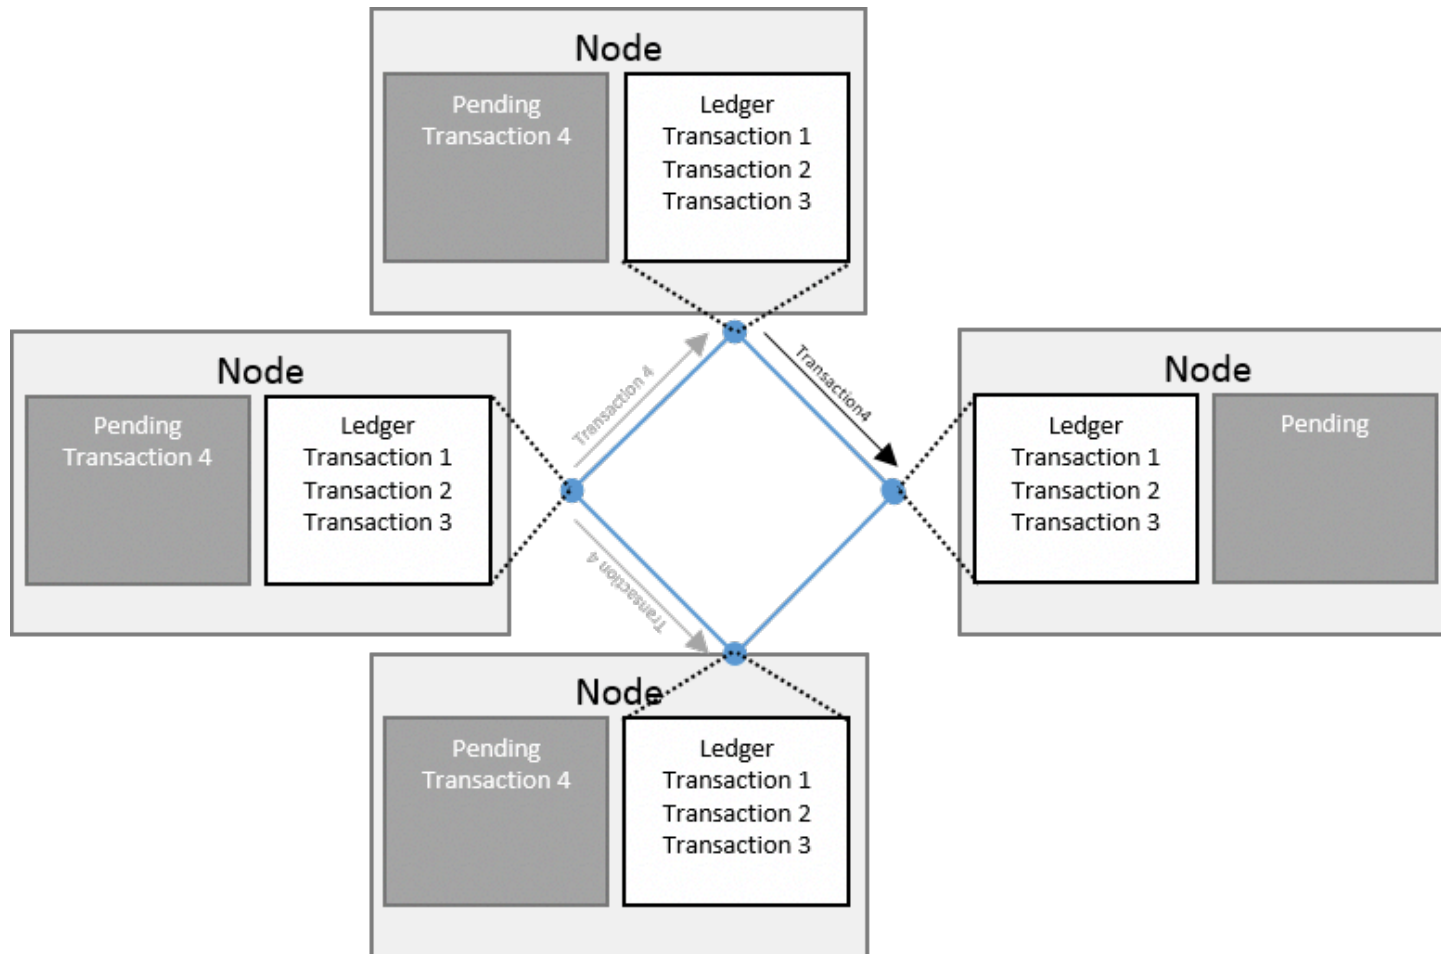 Node
Pending
Transaction 4
Ledger
Transaction 1
Transaction 2
Transaction 3
Node
Pending
Transaction 4
Ledger
Transaction 1
Transaction 2
Transaction 3
Transaction 4
Transaction4
Transaction 4
Node
Ledger
Transaction 1
Transaction 2
Transaction 3
Pending
Node
Pending
Transaction 4
Ledger
Transaction 1
Transaction 2
Transaction 3